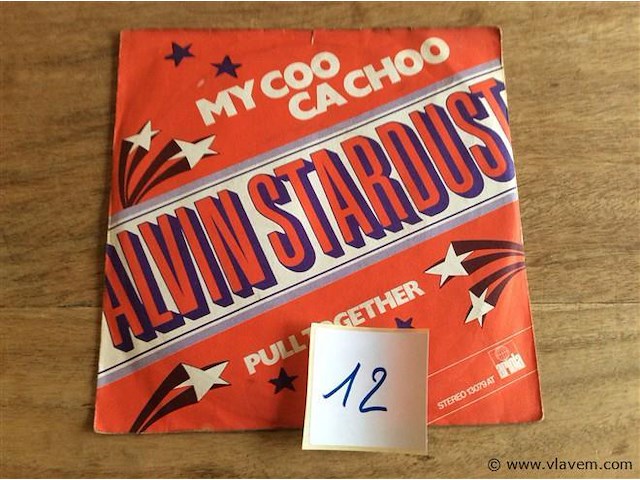 MY COO
CA CHOO
ALVIN STARDUST
PULL TOGETHER
12
ariola
STEREO 13079 AT
© www.vlavem.com